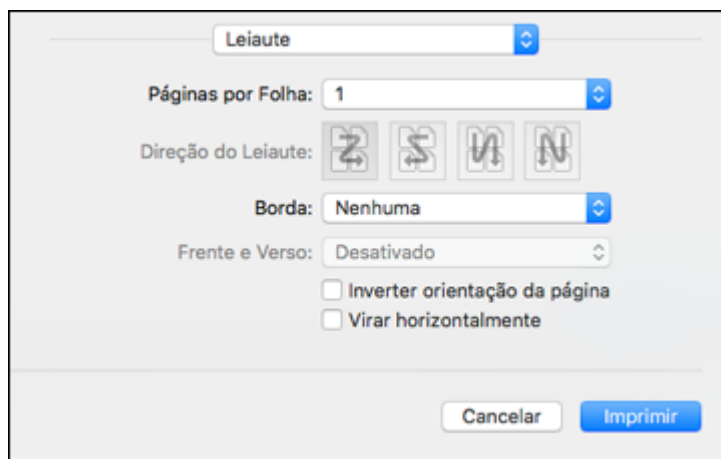 Leiaute
Páginas por Folha: 1
Direção do Leiaute:
Borda: Nenhuma
Frente e Verso: Desativado
Inverter orientação da página
Virar horizontalmente
Cancelar Imprimir